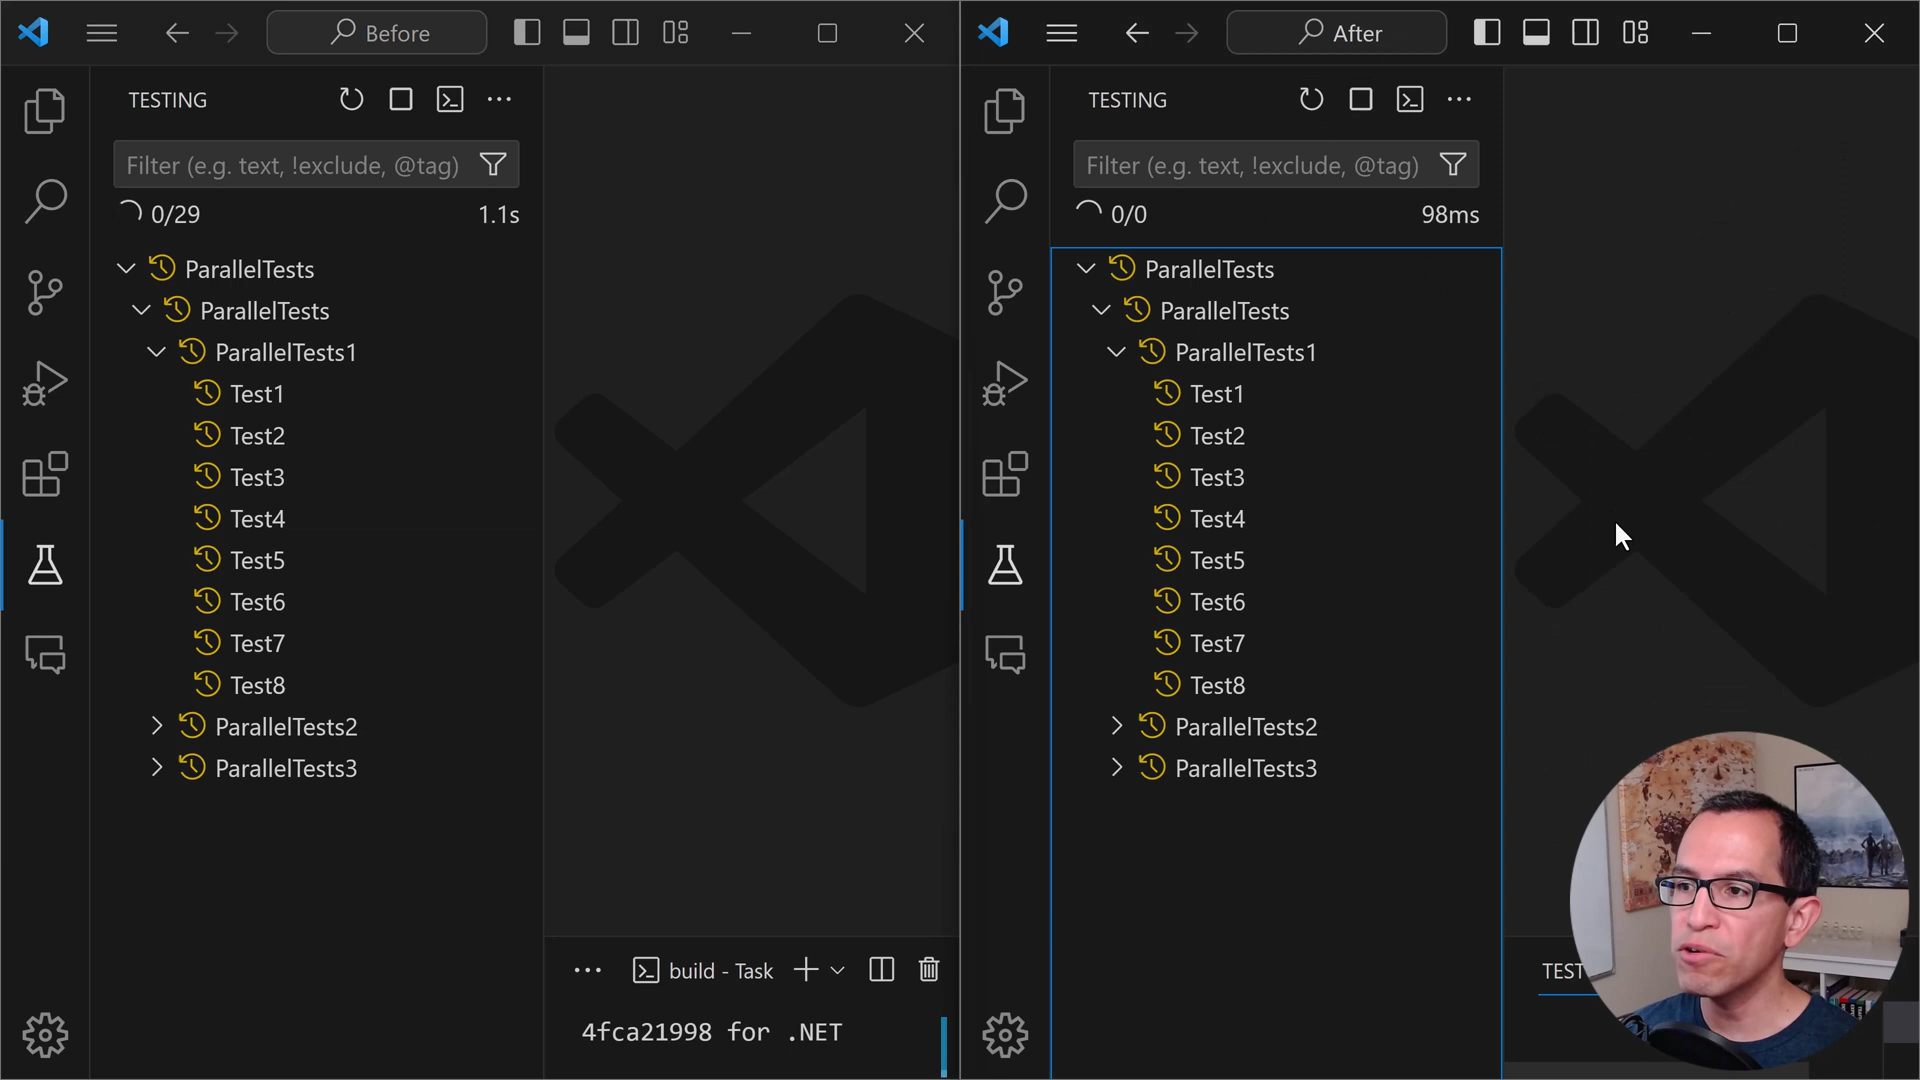 Before
TESTING
Filter (e.g. text, !exclude, @tag)
0/29
1.1s
ParallelTests
ParallelTests
ParallelTests1
Test1
Test2
Test3
Test4
Test5
Test6
Test7
Test8
ParallelTests2
ParallelTests3
build - Task
4fca21998 for .NET
After
TESTING
Filter (e.g. text, !exclude, @tag)
0/0
98ms
ParallelTests
ParallelTests
ParallelTests1
Test1
Test2
Test3
Test4
Test5
Test6
Test7
Test8
ParallelTests2
ParallelTests3
TEST